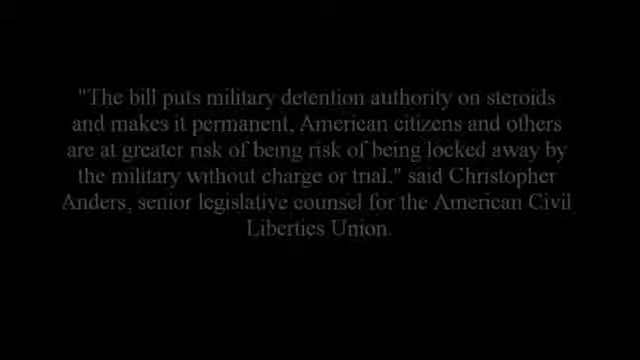 "The bill puts military detention authority on steroids
and makes it permanent, American citizens and others
are at greater risk of being risk of being locked away by
the military without charge or trial," said Christopher
Anders, senior legislative counsel for the American Civil
Liberties Union.